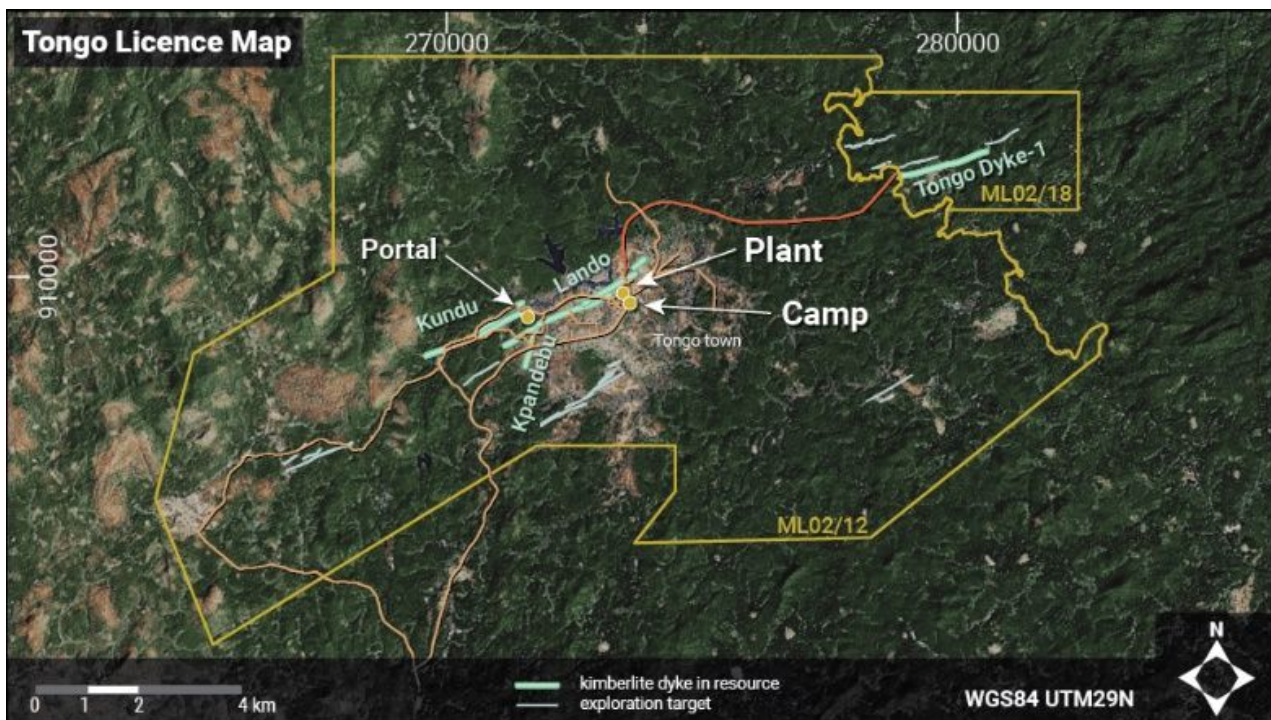 Tongo Licence Map
270000
280000
910000
Tongo Dyke-1
ML02/18
Portal
Lando
Plant
Kundu
Camp
Tongo town
Kpandebu
ML02/12
N
kimberlite dyke in resource
exploration target
0 1 2 4 km
WGS84 UTM29N